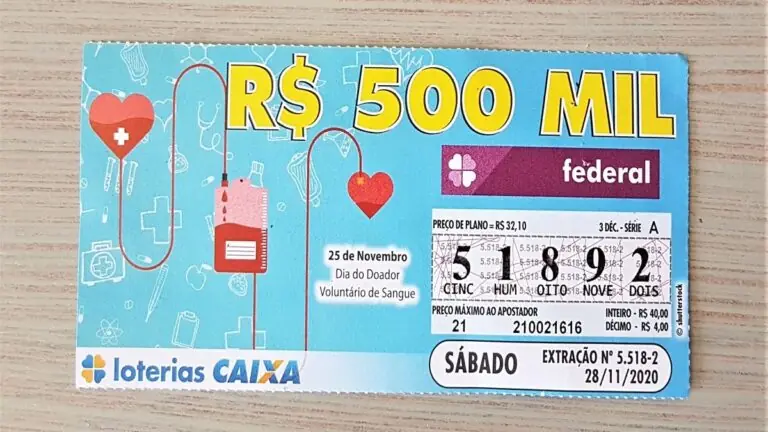 R$ 500 MIL
federal
PREÇO DE PLANO = R$ 32,10 3 DÉC. - SÉRIE A
5 1 8 9 2
CINC HUM OITO NOVE DOIS
PREÇO MÁXIMO AO APOSTADOR INTEIRO - R$ 40,00
21 210021616 DÉCIMO - R$ 4,00
© shutterstock
25 de Novembro
Dia do Doador
Voluntário de Sangue
SÁBADO EXTRAÇÃO Nº 5.518-2
28/11/2020
loterias CAIXA